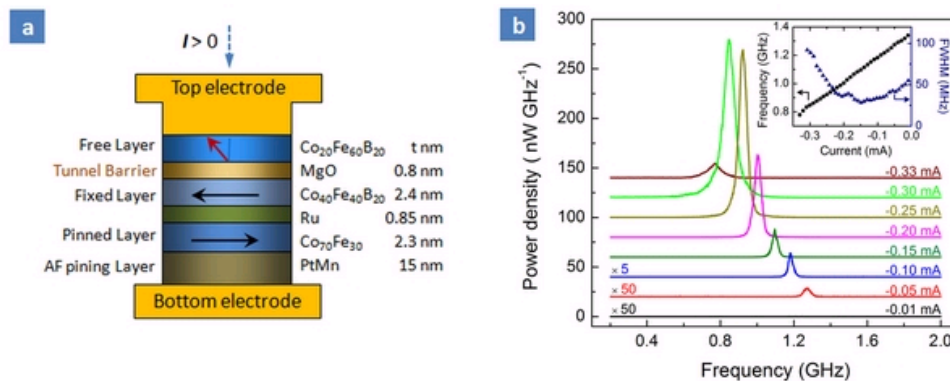 a
I > 0
Top electrode
Free Layer Co20Fe60B20 t nm
Tunnel Barrier MgO 0.8 nm
Fixed Layer Co40Fe40B20 2.4 nm
Ru 0.85 nm
Pinned Layer Co70Fe30 2.3 nm
AF pining Layer PtMn 15 nm
Bottom electrode
b
Power density ( nW GHz⁻¹)
300
250
200
150
100
50
0
0.4 0.8 1.2 1.6 2.0
Frequency (GHz)
-0.33 mA
-0.30 mA
-0.25 mA
-0.20 mA
-0.15 mA
× 5 -0.10 mA
× 50 -0.05 mA
× 50 -0.01 mA
Frequency (GHz)
1.4
1.2
1.0
0.8
-0.3 -0.2 -0.1 0.0
Current (mA)
100
50
0
FWHM (MHz)